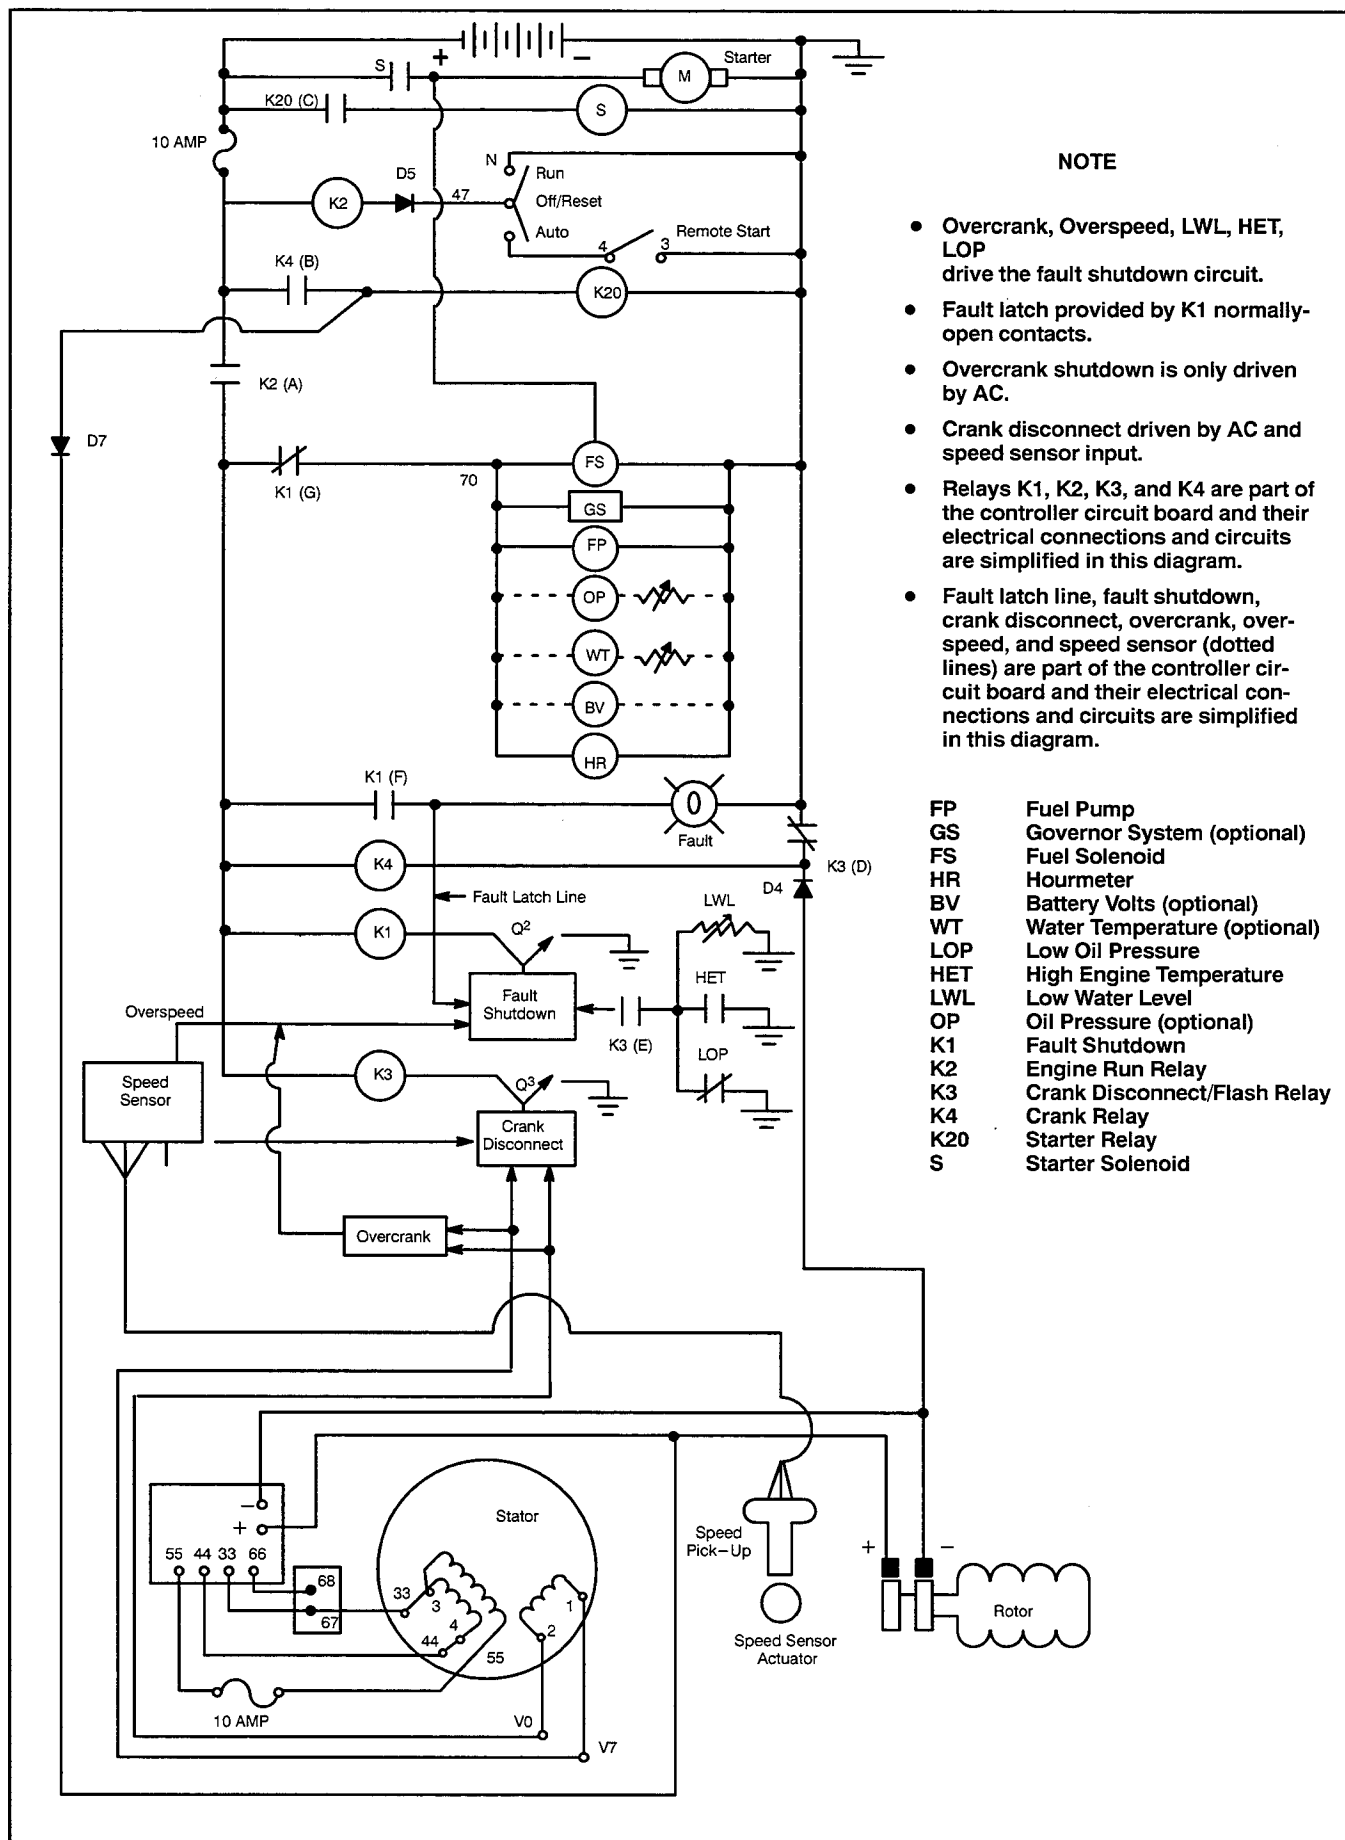 +
−
S
M
Starter
K20 (C)
S
10 AMP
N
Run
D5
K2
47
Off/Reset
Auto
Remote Start
4
3
K4 (B)
K20
K2 (A)
D7
FS
K1 (G)
70
GS
FP
OP
WT
BV
HR
K1 (F)
0
Fault
K3 (D)
K4
D4
Fault Latch Line
LWL
K1
Q2
HET
Fault
Shutdown
Overspeed
K3 (E)
LOP
K3
Q3
Speed
Sensor
Crank
Disconnect
Overcrank
Stator
−
+
55 44 33 66
68
67
33
3
4
44
55
1
2
10 AMP
V0
V7
Speed
Pick−Up
Speed Sensor
Actuator
+
−
Rotor
NOTE
● Overcrank, Overspeed, LWL, HET,
LOP
drive the fault shutdown circuit.
● Fault latch provided by K1 normally-
open contacts.
● Overcrank shutdown is only driven
by AC.
● Crank disconnect driven by AC and
speed sensor input.
● Relays K1, K2, K3, and K4 are part of
the controller circuit board and their
electrical connections and circuits
are simplified in this diagram.
● Fault latch line, fault shutdown,
crank disconnect, overcrank, over-
speed, and speed sensor (dotted
lines) are part of the controller cir-
cuit board and their electrical con-
nections and circuits are simplified
in this diagram.
FP Fuel Pump
GS Governor System (optional)
FS Fuel Solenoid
HR Hourmeter
BV Battery Volts (optional)
WT Water Temperature (optional)
LOP Low Oil Pressure
HET High Engine Temperature
LWL Low Water Level
OP Oil Pressure (optional)
K1 Fault Shutdown
K2 Engine Run Relay
K3 Crank Disconnect/Flash Relay
K4 Crank Relay
K20 Starter Relay
S Starter Solenoid